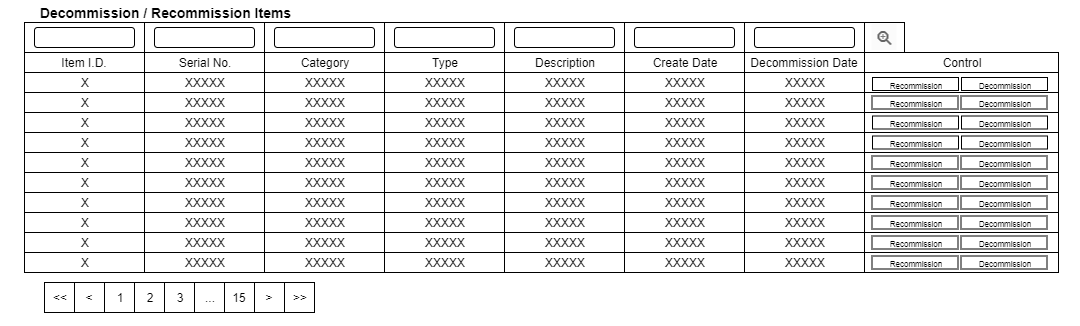 Decommission / Recommission Items
Item I.D. Serial No. Category Type Description Create Date Decommission Date Control
X XXXXX XXXXX XXXXX XXXXX XXXXX XXXXX Recommission Decommission
X XXXXX XXXXX XXXXX XXXXX XXXXX XXXXX Recommission Decommission
X XXXXX XXXXX XXXXX XXXXX XXXXX XXXXX Recommission Decommission
X XXXXX XXXXX XXXXX XXXXX XXXXX XXXXX Recommission Decommission
X XXXXX XXXXX XXXXX XXXXX XXXXX XXXXX Recommission Decommission
X XXXXX XXXXX XXXXX XXXXX XXXXX XXXXX Recommission Decommission
X XXXXX XXXXX XXXXX XXXXX XXXXX XXXXX Recommission Decommission
X XXXXX XXXXX XXXXX XXXXX XXXXX XXXXX Recommission Decommission
X XXXXX XXXXX XXXXX XXXXX XXXXX XXXXX Recommission Decommission
X XXXXX XXXXX XXXXX XXXXX XXXXX XXXXX Recommission Decommission
<< < 1 2 3 ... 15 > >>